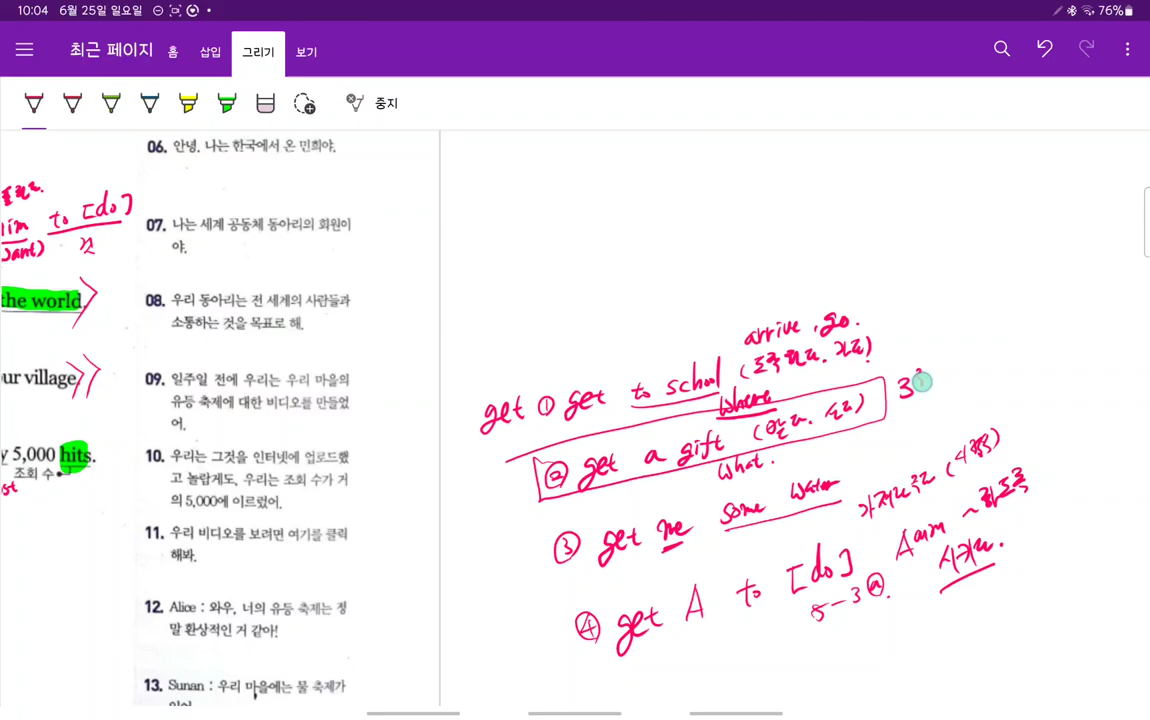 10:04 6월 25일 일요일
76%
최근 페이지 홈 삽입 그리기 보기
중지
to [do]
것
the world.
our village.
y 5,000 hits.
조회 수
06. 안녕. 나는 한국에서 온 민희야.
07. 나는 세계 공동체 동아리의 회원이
야.
08. 우리 동아리는 전 세계의 사람들과
소통하는 것을 목표로 해.
09. 일주일 전에 우리는 우리 마을의
유등 축제에 대한 비디오를 만들었
어.
10. 우리는 그것을 인터넷에 업로드했
고 놀랍게도, 우리는 조회 수가 거
의 5,000에 이르렀어.
11. 우리 비디오를 보려면 여기를 클릭
해봐.
12. Alice : 와우, 너의 유등 축제는 정
말 환상적인 거 같아!
13. Sunan : 우리 마을에는 물 축제가
arrive, go.
get ① get to school (도착하다. 가다)
where
② get a gift (받다. 얻다) 3
what.
③ get me some water 가져다주다 (4형식)
④ get A to [do] A ~하도록
5-3 시키다.